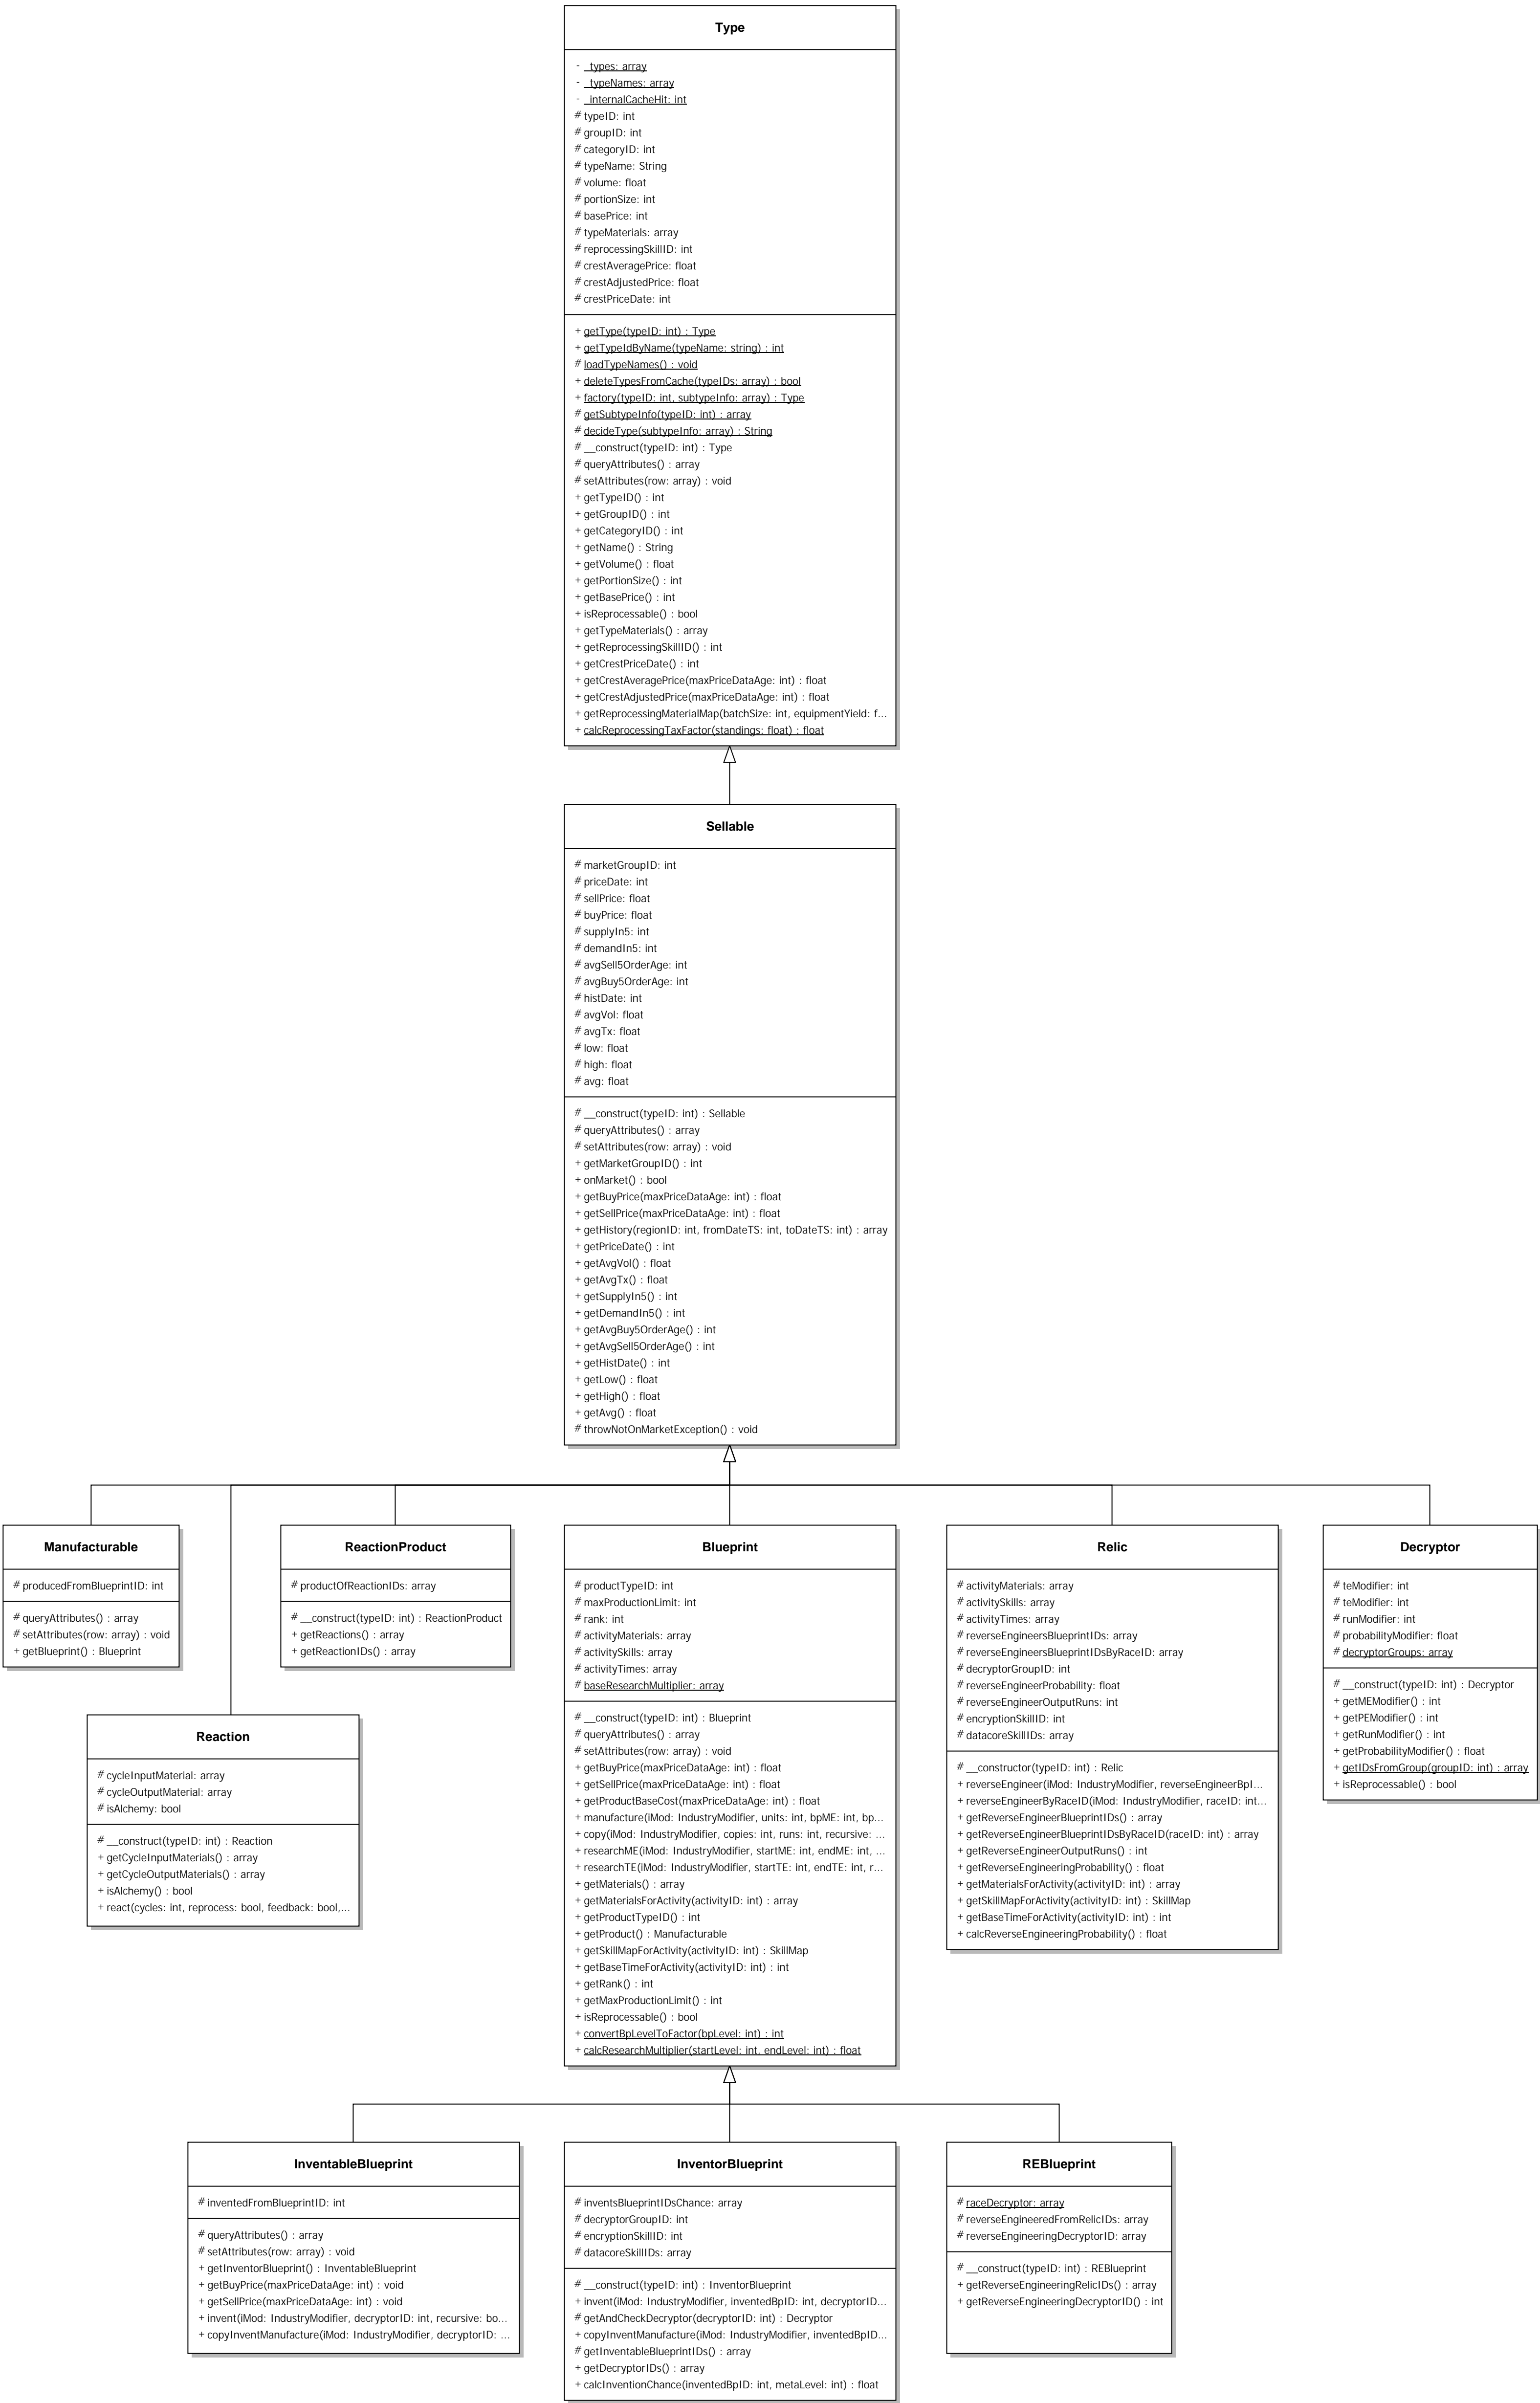 Type
- _types: array
- _typeNames: array
- _internalCacheHit: int
# typeID: int
# groupID: int
# categoryID: int
# typeName: String
# volume: float
# portionSize: int
# basePrice: int
# typeMaterials: array
# reprocessingSkillID: int
# crestAveragePrice: float
# crestAdjustedPrice: float
# crestPriceDate: int
+ getType(typeID: int) : Type
+ getTypeIdByName(typeName: string) : int
# loadTypeNames() : void
+ deleteTypesFromCache(typeIDs: array) : bool
+ factory(typeID: int, subtypeInfo: array) : Type
# getSubtypeInfo(typeID: int) : array
# decideType(subtypeInfo: array) : String
# __construct(typeID: int) : Type
# queryAttributes() : array
# setAttributes(row: array) : void
+ getTypeID() : int
+ getGroupID() : int
+ getCategoryID() : int
+ getName() : String
+ getVolume() : float
+ getPortionSize() : int
+ getBasePrice() : int
+ isReprocessable() : bool
+ getTypeMaterials() : array
+ getReprocessingSkillID() : int
+ getCrestPriceDate() : int
+ getCrestAveragePrice(maxPriceDataAge: int) : float
+ getCrestAdjustedPrice(maxPriceDataAge: int) : float
+ getReprocessingMaterialMap(batchSize: int, equipmentYield: f...
+ calcReprocessingTaxFactor(standings: float) : float
Sellable
# marketGroupID: int
# priceDate: int
# sellPrice: float
# buyPrice: float
# supplyIn5: int
# demandIn5: int
# avgSell5OrderAge: int
# avgBuy5OrderAge: int
# histDate: int
# avgVol: float
# avgTx: float
# low: float
# high: float
# avg: float
# __construct(typeID: int) : Sellable
# queryAttributes() : array
# setAttributes(row: array) : void
+ getMarketGroupID() : int
+ onMarket() : bool
+ getBuyPrice(maxPriceDataAge: int) : float
+ getSellPrice(maxPriceDataAge: int) : float
+ getHistory(regionID: int, fromDateTS: int, toDateTS: int) : array
+ getPriceDate() : int
+ getAvgVol() : float
+ getAvgTx() : float
+ getSupplyIn5() : int
+ getDemandIn5() : int
+ getAvgBuy5OrderAge() : int
+ getAvgSell5OrderAge() : int
+ getHistDate() : int
+ getLow() : float
+ getHigh() : float
+ getAvg() : float
# throwNotOnMarketException() : void
Manufacturable
# producedFromBlueprintID: int
# queryAttributes() : array
# setAttributes(row: array) : void
+ getBlueprint() : Blueprint
Reaction
# cycleInputMaterial: array
# cycleOutputMaterial: array
# isAlchemy: bool
# __construct(typeID: int) : Reaction
+ getCycleInputMaterials() : array
+ getCycleOutputMaterials() : array
+ isAlchemy() : bool
+ react(cycles: int, reprocess: bool, feedback: bool,...
ReactionProduct
# productOfReactionIDs: array
# __construct(typeID: int) : ReactionProduct
+ getReactions() : array
+ getReactionIDs() : array
Blueprint
# productTypeID: int
# maxProductionLimit: int
# rank: int
# activityMaterials: array
# activitySkills: array
# activityTimes: array
# baseResearchMultiplier: array
# __construct(typeID: int) : Blueprint
# queryAttributes() : array
# setAttributes(row: array) : void
+ getBuyPrice(maxPriceDataAge: int) : float
+ getSellPrice(maxPriceDataAge: int) : float
+ getProductBaseCost(maxPriceDataAge: int) : float
+ manufacture(iMod: IndustryModifier, units: int, bpME: int, bp...
+ copy(iMod: IndustryModifier, copies: int, runs: int, recursive: ...
+ researchME(iMod: IndustryModifier, startME: int, endME: int, ...
+ researchTE(iMod: IndustryModifier, startTE: int, endTE: int, r...
+ getMaterials() : array
+ getMaterialsForActivity(activityID: int) : array
+ getProductTypeID() : int
+ getProduct() : Manufacturable
+ getSkillMapForActivity(activityID: int) : SkillMap
+ getBaseTimeForActivity(activityID: int) : int
+ getRank() : int
+ getMaxProductionLimit() : int
+ isReprocessable() : bool
+ convertBpLevelToFactor(bpLevel: int) : int
+ calcResearchMultiplier(startLevel: int, endLevel: int) : float
Relic
# activityMaterials: array
# activitySkills: array
# activityTimes: array
# reverseEngineersBlueprintIDs: array
# reverseEngineersBlueprintIDsByRaceID: array
# decryptorGroupID: int
# reverseEngineerProbability: float
# reverseEngineerOutputRuns: int
# encryptionSkillID: int
# datacoreSkillIDs: array
# __constructor(typeID: int) : Relic
+ reverseEngineer(iMod: IndustryModifier, reverseEngineerBpI...
+ reverseEngineerByRaceID(iMod: IndustryModifier, raceID: int...
+ getReverseEngineerBlueprintIDs() : array
+ getReverseEngineerBlueprintIDsByRaceID(raceID: int) : array
+ getReverseEngineerOutputRuns() : int
+ getReverseEngineeringProbability() : float
+ getMaterialsForActivity(activityID: int) : array
+ getSkillMapForActivity(activityID: int) : SkillMap
+ getBaseTimeForActivity(activityID: int) : int
+ calcReverseEngineeringProbability() : float
Decryptor
# teModifier: int
# teModifier: int
# runModifier: int
# probabilityModifier: float
# decryptorGroups: array
# __construct(typeID: int) : Decryptor
+ getMEModifier() : int
+ getPEModifier() : int
+ getRunModifier() : int
+ getProbabilityModifier() : float
+ getIDsFromGroup(groupID: int) : array
+ isReprocessable() : bool
InventableBlueprint
# inventedFromBlueprintID: int
# queryAttributes() : array
# setAttributes(row: array) : void
+ getInventorBlueprint() : InventableBlueprint
+ getBuyPrice(maxPriceDataAge: int) : void
+ getSellPrice(maxPriceDataAge: int) : void
+ invent(iMod: IndustryModifier, decryptorID: int, recursive: bo...
+ copyInventManufacture(iMod: IndustryModifier, decryptorID: ...
InventorBlueprint
# inventsBlueprintIDsChance: array
# decryptorGroupID: int
# encryptionSkillID: int
# datacoreSkillIDs: array
# __construct(typeID: int) : InventorBlueprint
+ invent(iMod: IndustryModifier, inventedBpID: int, decryptorID...
# getAndCheckDecryptor(decryptorID: int) : Decryptor
+ copyInventManufacture(iMod: IndustryModifier, inventedBpID...
# getInventableBlueprintIDs() : array
+ getDecryptorIDs() : array
+ calcInventionChance(inventedBpID: int, metaLevel: int) : float
REBlueprint
# raceDecryptor: array
# reverseEngineeredFromRelicIDs: array
# reverseEngineeringDecryptorID: array
# __construct(typeID: int) : REBlueprint
+ getReverseEngineeringRelicIDs() : array
+ getReverseEngineeringDecryptorID() : int